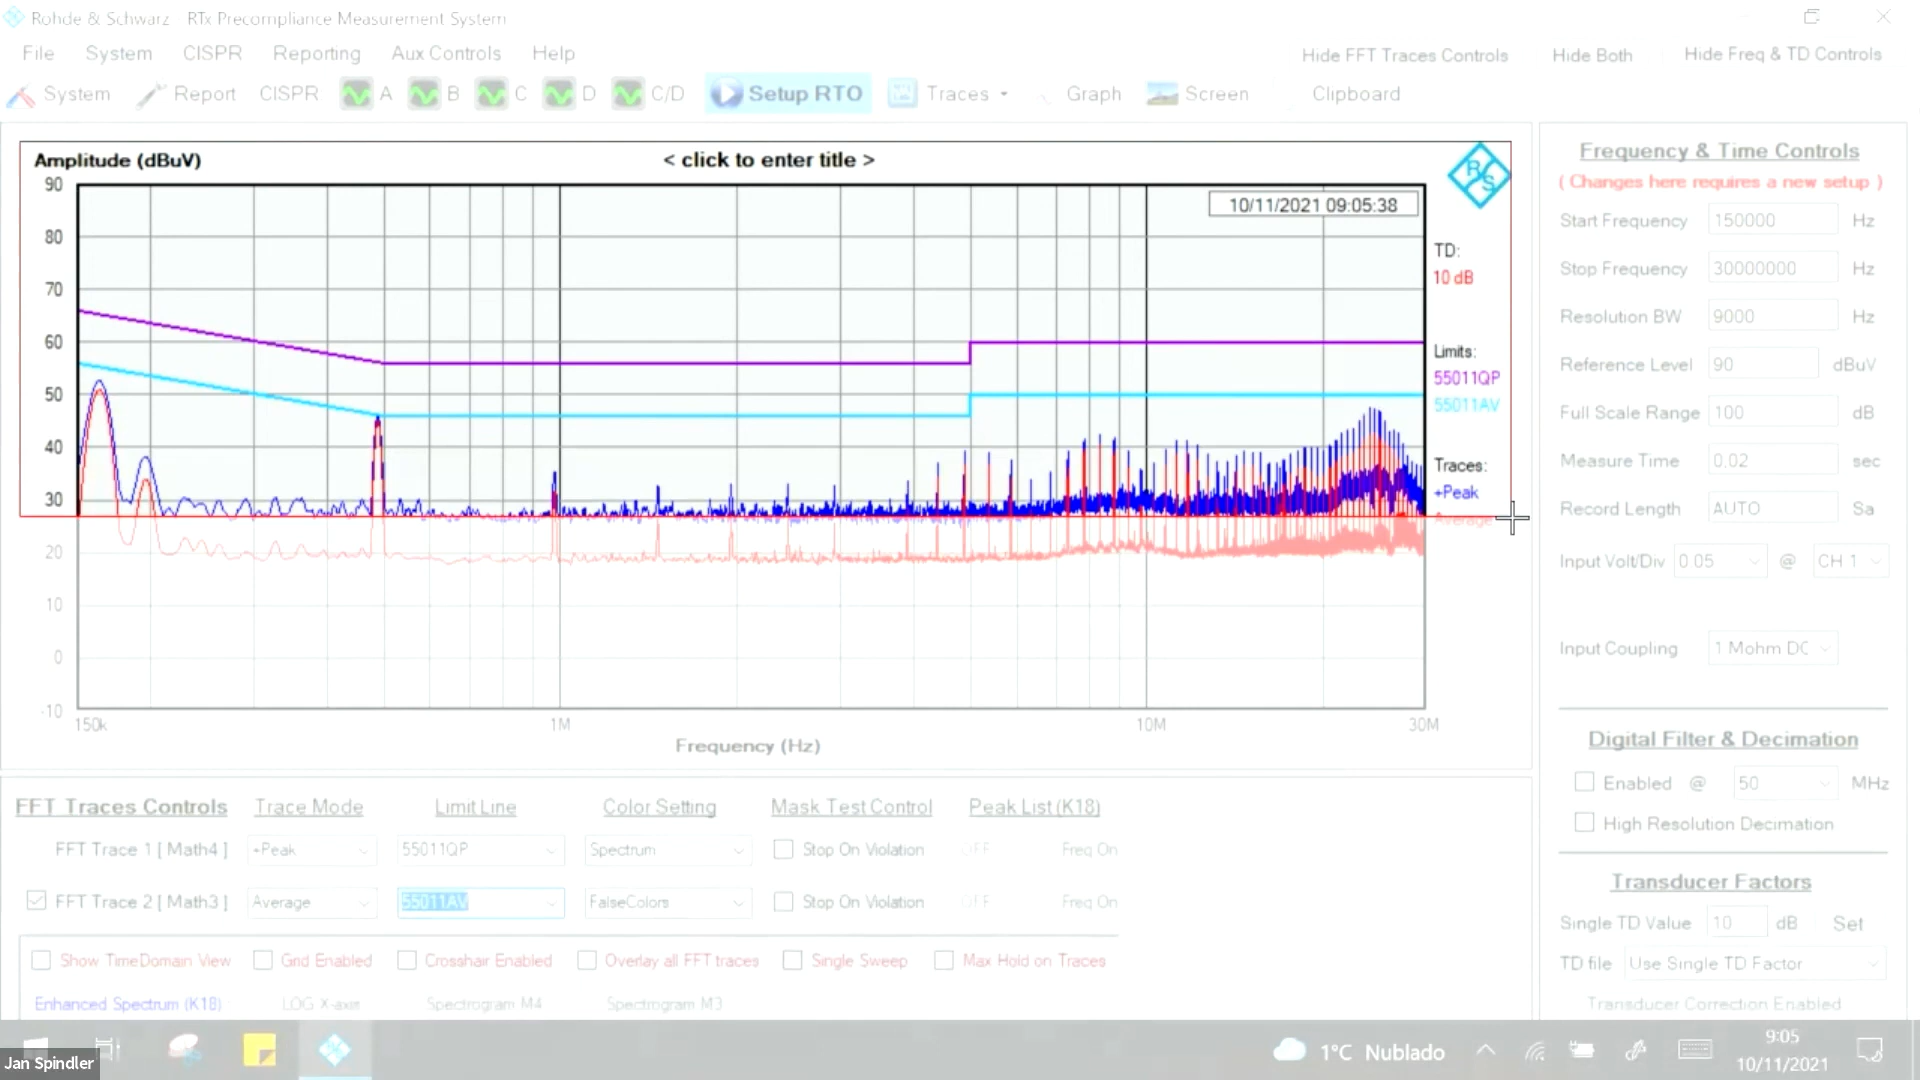 Rohde & Schwarz RTx Precompliance Measurement System
File System CISPR Reporting Aux Controls Help
Hide FFT Traces Controls Hide Both Hide Freq & TD Controls
System Report CISPR A B C D C/D Setup RTO Traces Graph Screen Clipboard
Amplitude (dBuV)
< click to enter title >
RS
10/11/2021 09:05:38
90
80
70
60
50
40
30
20
10
0
-10
150k 1M 10M 30M
Frequency (Hz)
TD:
10 dB
Limits:
55011QP
55011AV
Traces:
+Peak
Average
Frequency & Time Controls
( Changes here requires a new setup )
Start Frequency 150000 Hz
Stop Frequency 30000000 Hz
Resolution BW 9000 Hz
Reference Level 90 dBuV
Full Scale Range 100 dB
Measure Time 0,02 sec
Record Length AUTO Sa
Input Volt/Div 0.05 @ CH 1
Input Coupling 1 Mohm DC
Digital Filter & Decimation
Enabled @ 50 MHz
High Resolution Decimation
Transducer Factors
Single TD Value 10 dB Set
TD file Use Single TD Factor
Transducer Correction Enabled
FFT Traces Controls Trace Mode Limit Line Color Setting Mask Test Control Peak List (K18)
FFT Trace 1 [ Math4 ] +Peak 55011QP Spectrum Stop On Violation OFF Freq On
FFT Trace 2 [ Math3 ] Average 55011AV FalseColors Stop On Violation OFF Freq On
Show TimeDomain View Grid Enabled Crosshair Enabled Overlay all FFT traces Single Sweep Max Hold on Traces
Enhanced Spectrum (K18) LOG X-axis Spectrogram M4 Spectrogram M3
Jan Spindler
1°C Nublado
9:05
10/11/2021